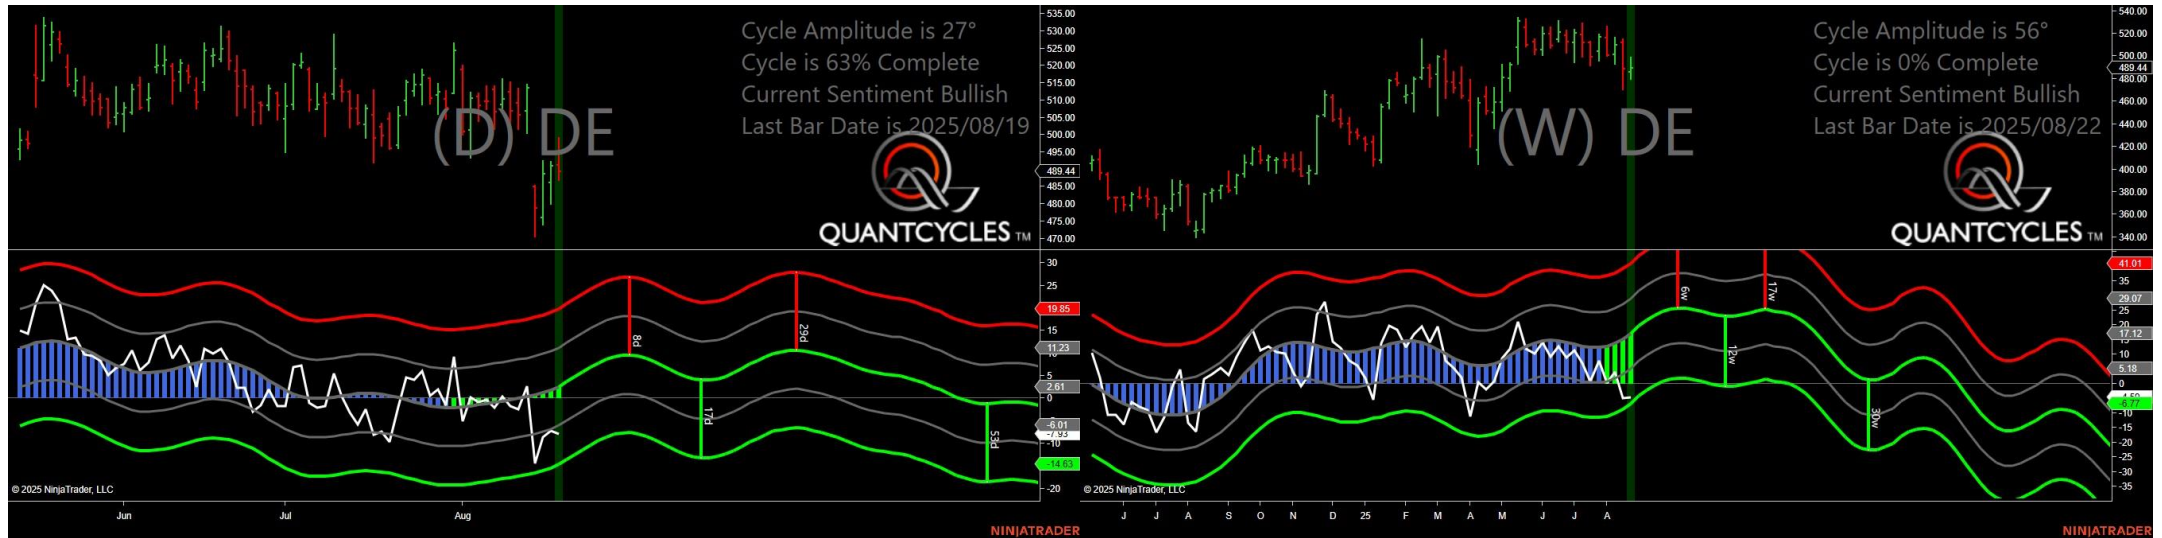 Cycle Amplitude is 27°
Cycle is 63% Complete
Current Sentiment Bullish
Last Bar Date is 2025/08/19
(D) DE
QUANTCYCLES TM
535.00
530.00
525.00
520.00
515.00
510.00
505.00
500.00
495.00
489.44
485.00
480.00
475.00
470.00
30
25
19.85
15
11.23
5
2.61
0
-6.01
-7.93
-10
-14.63
-20
8d
17d
29d
53d
© 2025 NinjaTrader, LLC
Jun
Jul
Aug
NINJATRADER
Cycle Amplitude is 56°
Cycle is 0% Complete
Current Sentiment Bullish
Last Bar Date is 2025/08/22
(W) DE
QUANTCYCLES TM
540.00
520.00
500.00
489.44
480.00
460.00
440.00
420.00
400.00
380.00
360.00
340.00
41.01
35
29.07
25
20
17.12
15
10
5.18
0
-6.77
-10
-15
-20
-25
-30
-35
6w
12w
17w
30w
© 2025 NinjaTrader, LLC
J
J
A
S
O
N
D
25
F
M
A
M
J
J
A
NINJATRADER